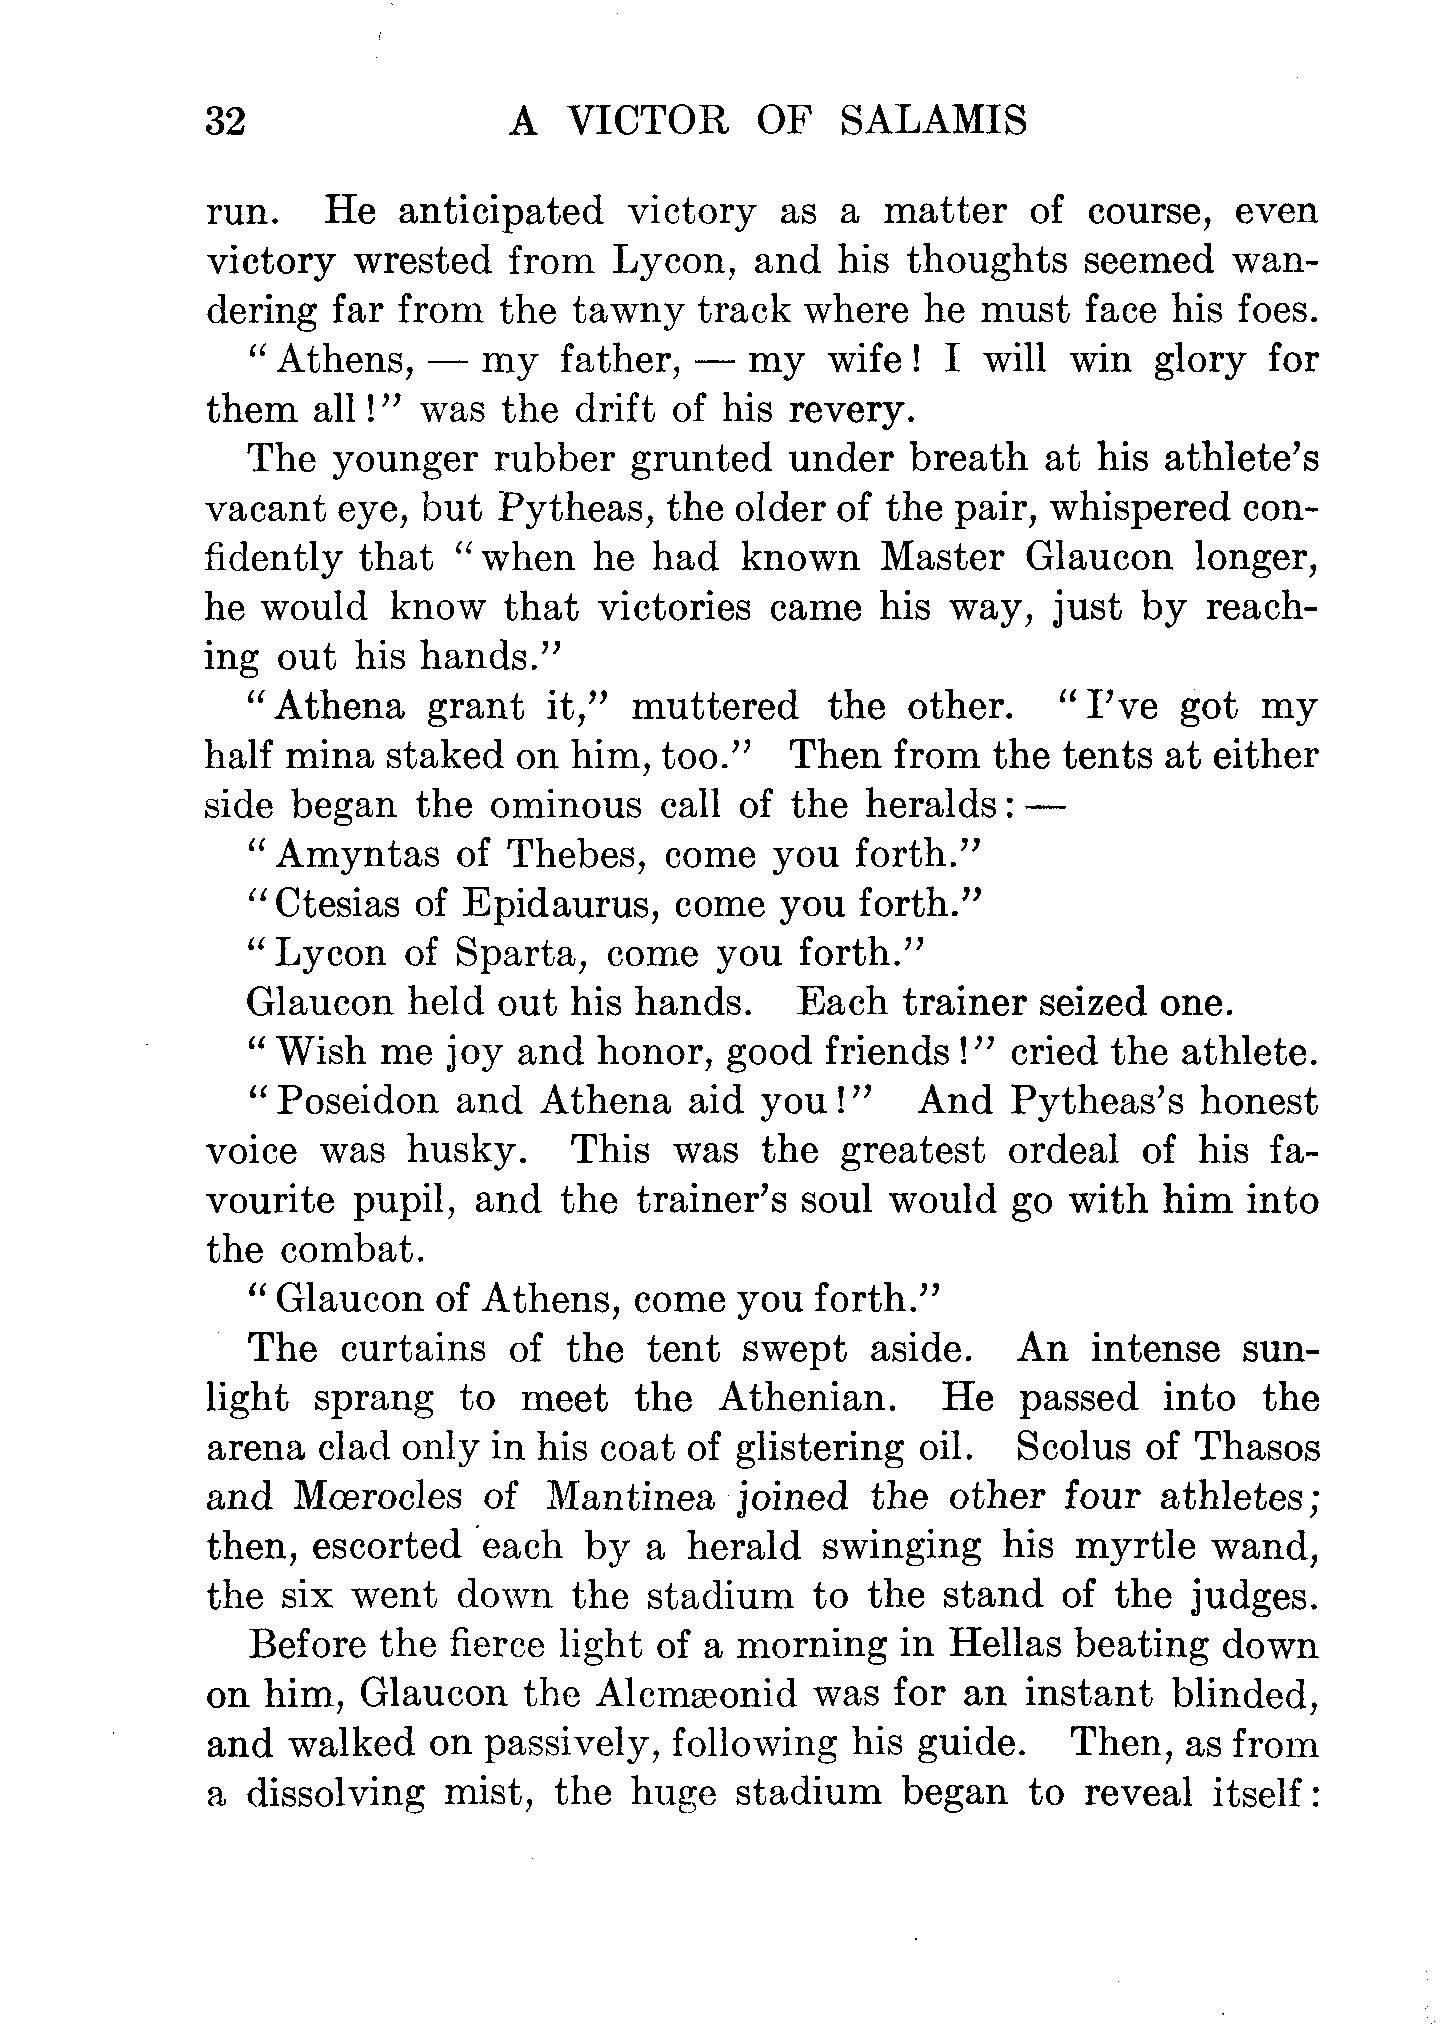 32 A VICTOR OF SALAMIS
run. He anticipated victory as a matter of course, even
victory wrested from Lycon, and his thoughts seemed wan-
dering far from the tawny track where he must face his foes.
“Athens, — my father, — my wife! I will win glory for
them all!” was the drift of his revery.
The younger rubber grunted under breath at his athlete’s
vacant eye, but Pytheas, the older of the pair, whispered con-
fidently that “when he had known Master Glaucon longer,
he would know that victories came his way, just by reach-
ing out his hands.”
“Athena grant it,” muttered the other. “I’ve got my
half mina staked on him, too.” Then from the tents at either
side began the ominous call of the heralds: —
“Amyntas of Thebes, come you forth.”
“Ctesias of Epidaurus, come you forth.”
“Lycon of Sparta, come you forth.”
Glaucon held out his hands. Each trainer seized one.
“Wish me joy and honor, good friends!” cried the athlete.
“Poseidon and Athena aid you!” And Pytheas’s honest
voice was husky. This was the greatest ordeal of his fa-
vourite pupil, and the trainer’s soul would go with him into
the combat.
“Glaucon of Athens, come you forth.”
The curtains of the tent swept aside. An intense sun-
light sprang to meet the Athenian. He passed into the
arena clad only in his coat of glistering oil. Scolus of Thasos
and Mœrocles of Mantinea joined the other four athletes;
then, escorted each by a herald swinging his myrtle wand,
the six went down the stadium to the stand of the judges.
Before the fierce light of a morning in Hellas beating down
on him, Glaucon the Alcmæonid was for an instant blinded,
and walked on passively, following his guide. Then, as from
a dissolving mist, the huge stadium began to reveal itself: